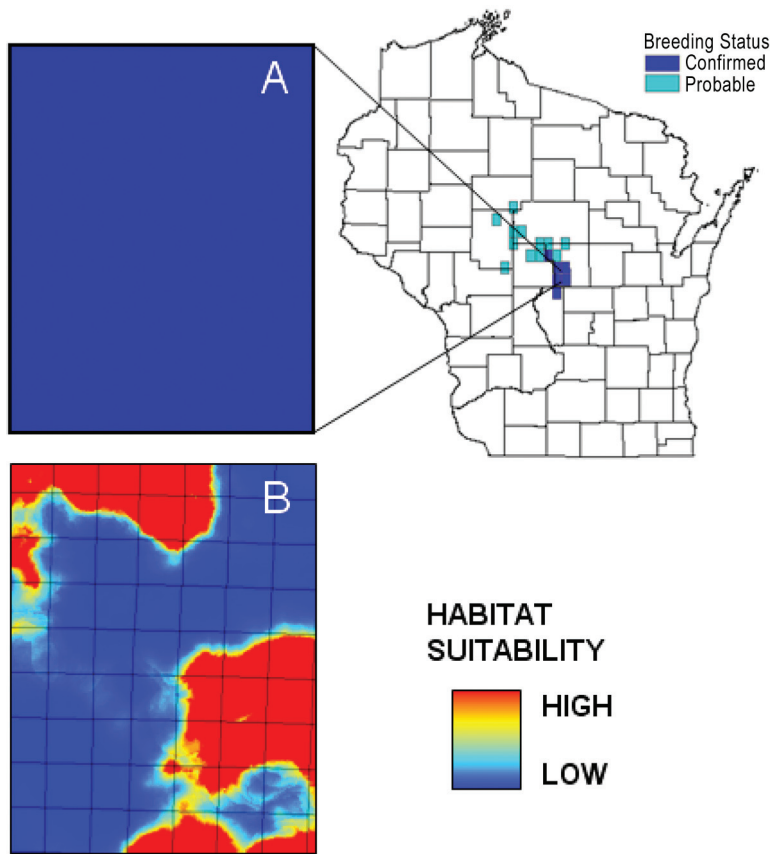 A
Breeding Status
Confirmed
Probable
B
HABITAT
SUITABILITY
HIGH
LOW